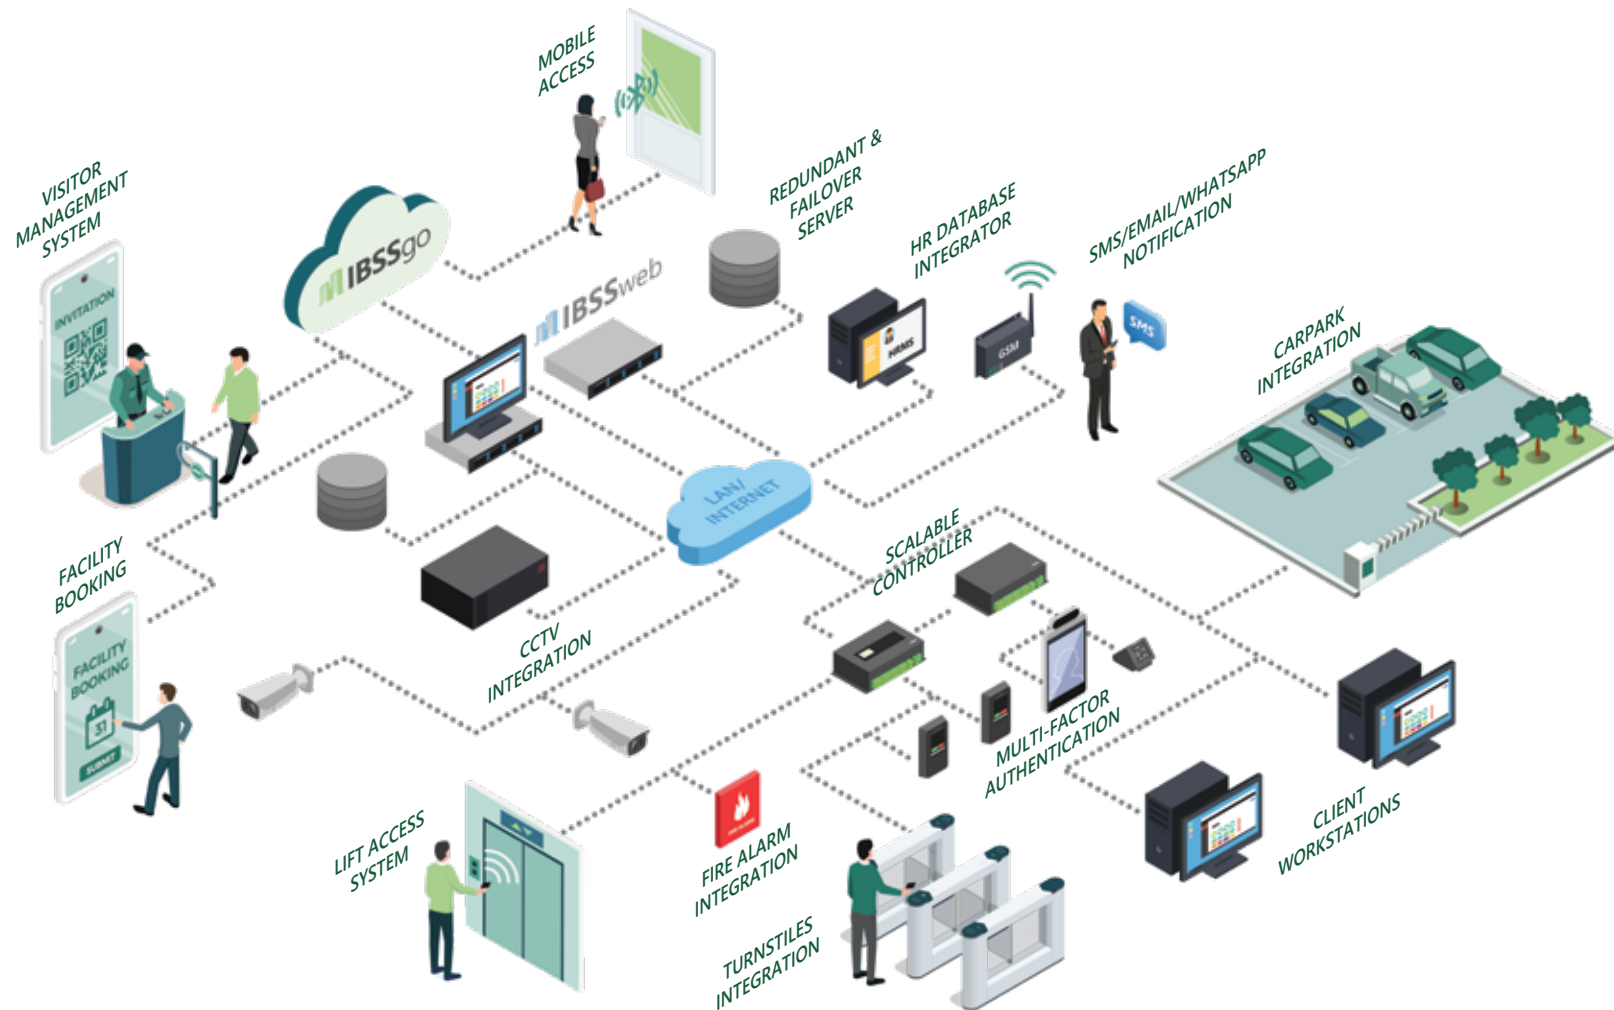 MOBILE
ACCESS
REDUNDANT &
FAILOVER
SERVER
VISITOR
MANAGEMENT
SYSTEM
HR DATABASE
INTEGRATOR
SMS/EMAIL/WHATSAPP
NOTIFICATION
IBSSgo
IBSSweb
INVITATION
HRMS
GSM
SMS
CARPARK
INTEGRATION
LAN/
INTERNET
SCALABLE
CONTROLLER
FACILITY
BOOKING
FACILITY
BOOKING
31
SUBMIT
CCTV
INTEGRATION
MULTI-FACTOR
AUTHENTICATION
CLIENT
WORKSTATIONS
LIFT ACCESS
SYSTEM
FIRE ALARM
FIRE ALARM
INTEGRATION
TURNSTILES
INTEGRATION